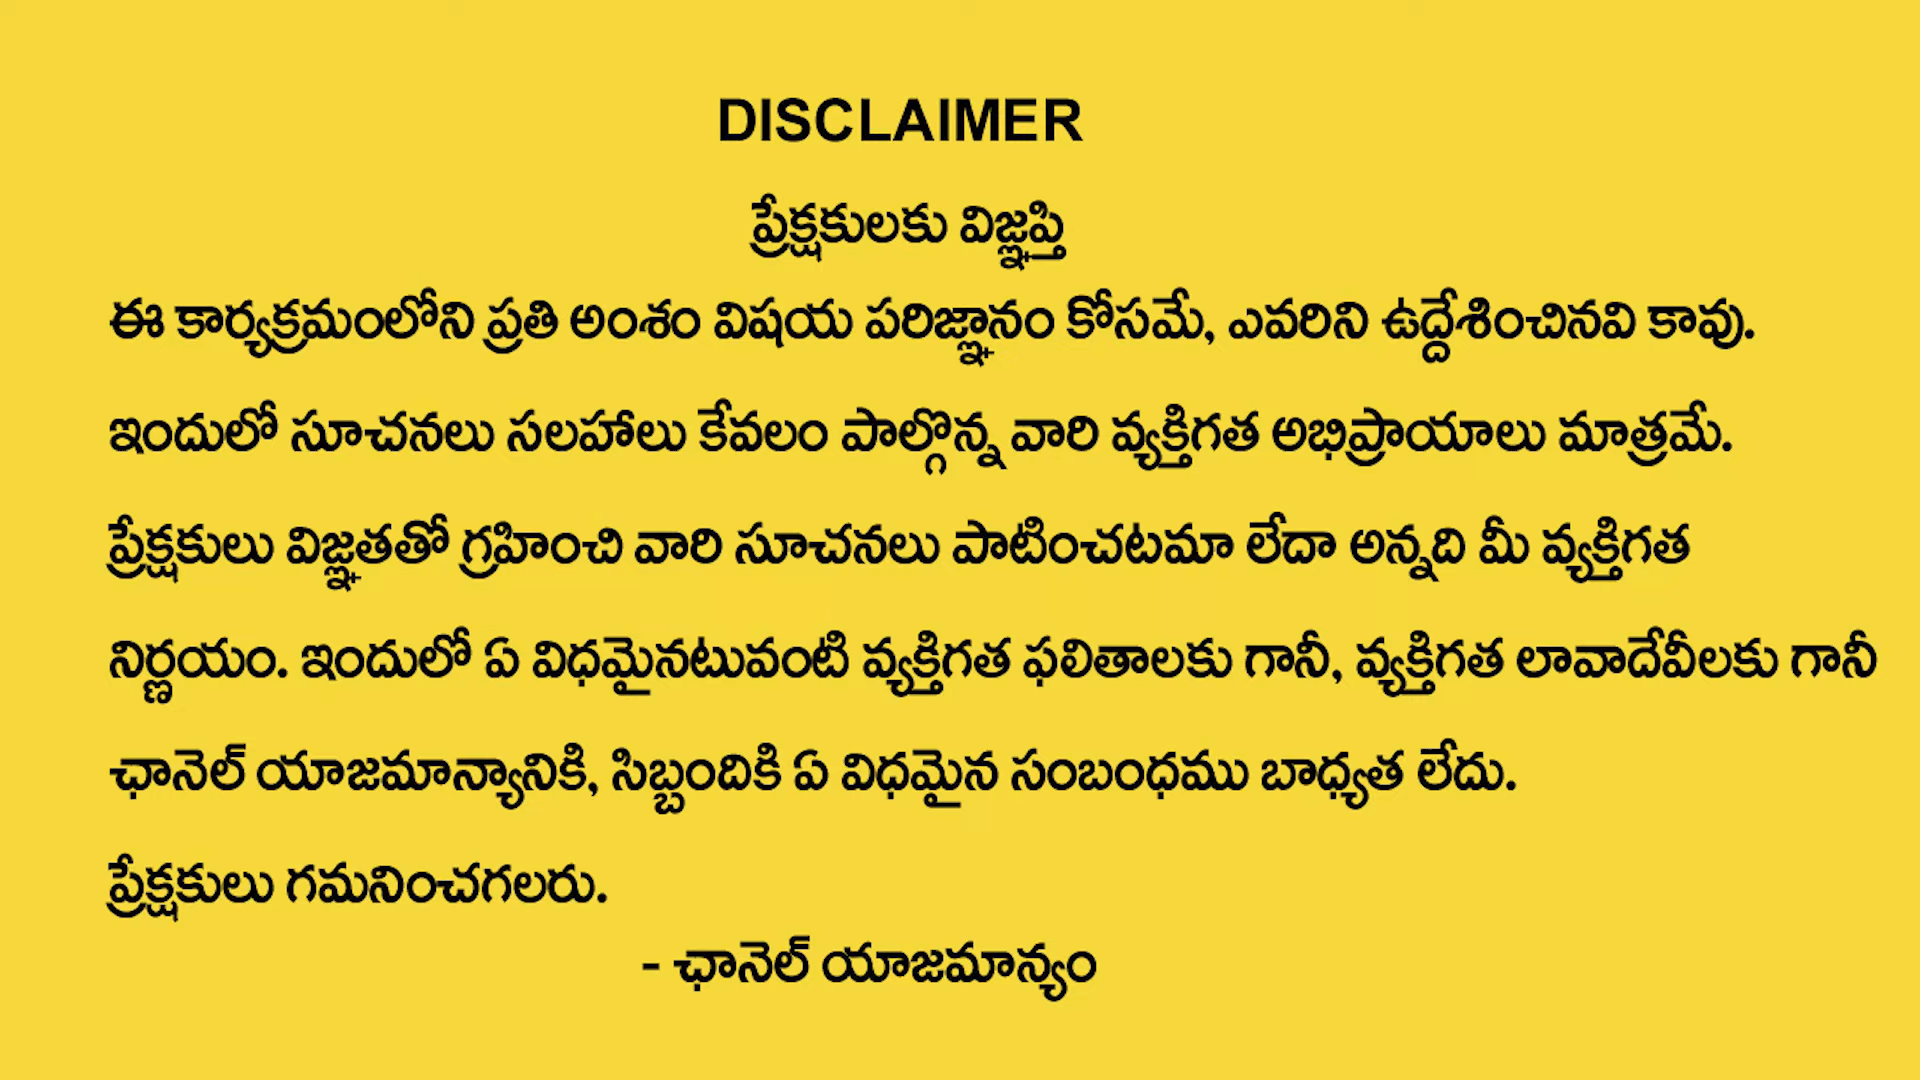 DISCLAIMER
ప్రేక్షకులకు విజ్ఞప్తి
ఈ కార్యక్రమంలోని ప్రతి అంశం విషయ పరిజ్ఞానం కోసమే, ఎవరిని ఉద్దేశించినవి కావు.
ఇందులో సూచనలు సలహాలు కేవలం పాల్గొన్న వారి వ్యక్తిగత అభిప్రాయాలు మాత్రమే.
ప్రేక్షకులు విజ్ఞతతో గ్రహించి వారి సూచనలు పాటించటమా లేదా అన్నది మీ వ్యక్తిగత
నిర్ణయం. ఇందులో ఏ విధమైనటువంటి వ్యక్తిగత ఫలితాలకు గానీ, వ్యక్తిగత లావాదేవీలకు గానీ
ఛానెల్ యాజమాన్యానికి, సిబ్బందికి ఏ విధమైన సంబంధము బాధ్యత లేదు.
ప్రేక్షకులు గమనించగలరు.
- ఛానెల్ యాజమాన్యం